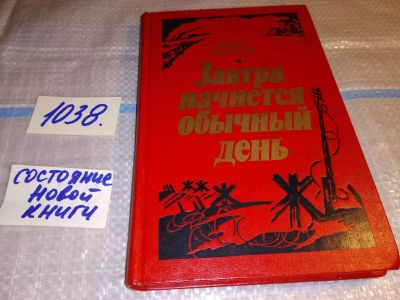 1038.
состояние
новой
книги
Завтра
начнется
обычный
день